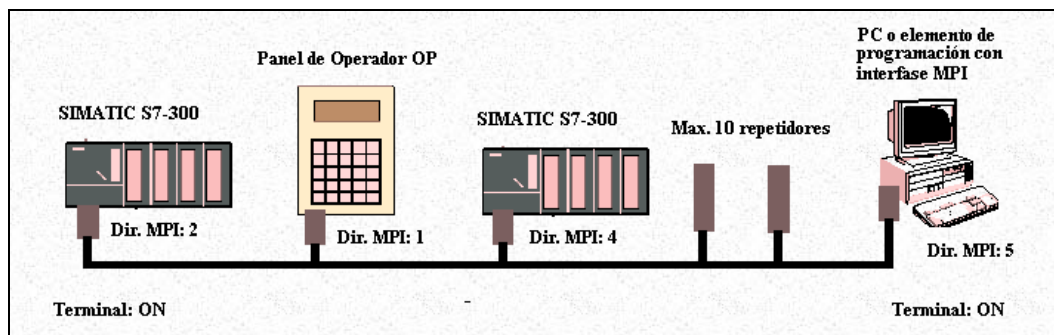 PC o elemento de
programación con
interfase MPI
Panel de Operador OP
SIMATIC S7-300
SIMATIC S7-300
Max. 10 repetidores
Dir. MPI: 2
Dir. MPI: 1
Dir. MPI: 4
Dir. MPI: 5
Terminal: ON
Terminal: ON